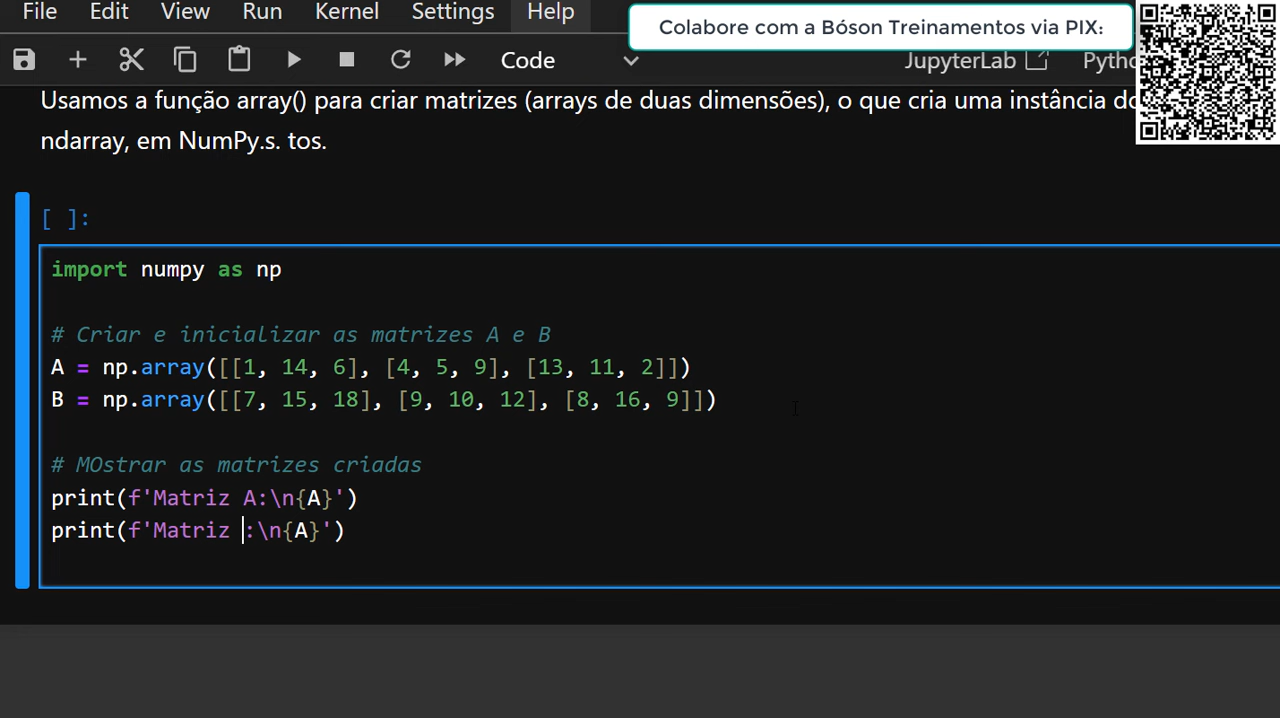 File Edit View Run Kernel Settings Help
Colabore com a Bóson Treinamentos via PIX:
Code
JupyterLab
Usamos a função array() para criar matrizes (arrays de duas dimensões), o que cria uma instância
ndarray, em NumPy.s. tos.
[ ]:
import numpy as np
# Criar e inicializar as matrizes A e B
A = np.array([[1, 14, 6], [4, 5, 9], [13, 11, 2]])
B = np.array([[7, 15, 18], [9, 10, 12], [8, 16, 9]])
# MOstrar as matrizes criadas
print(f'Matriz A:\n{A}')
print(f'Matriz :\n{A}')